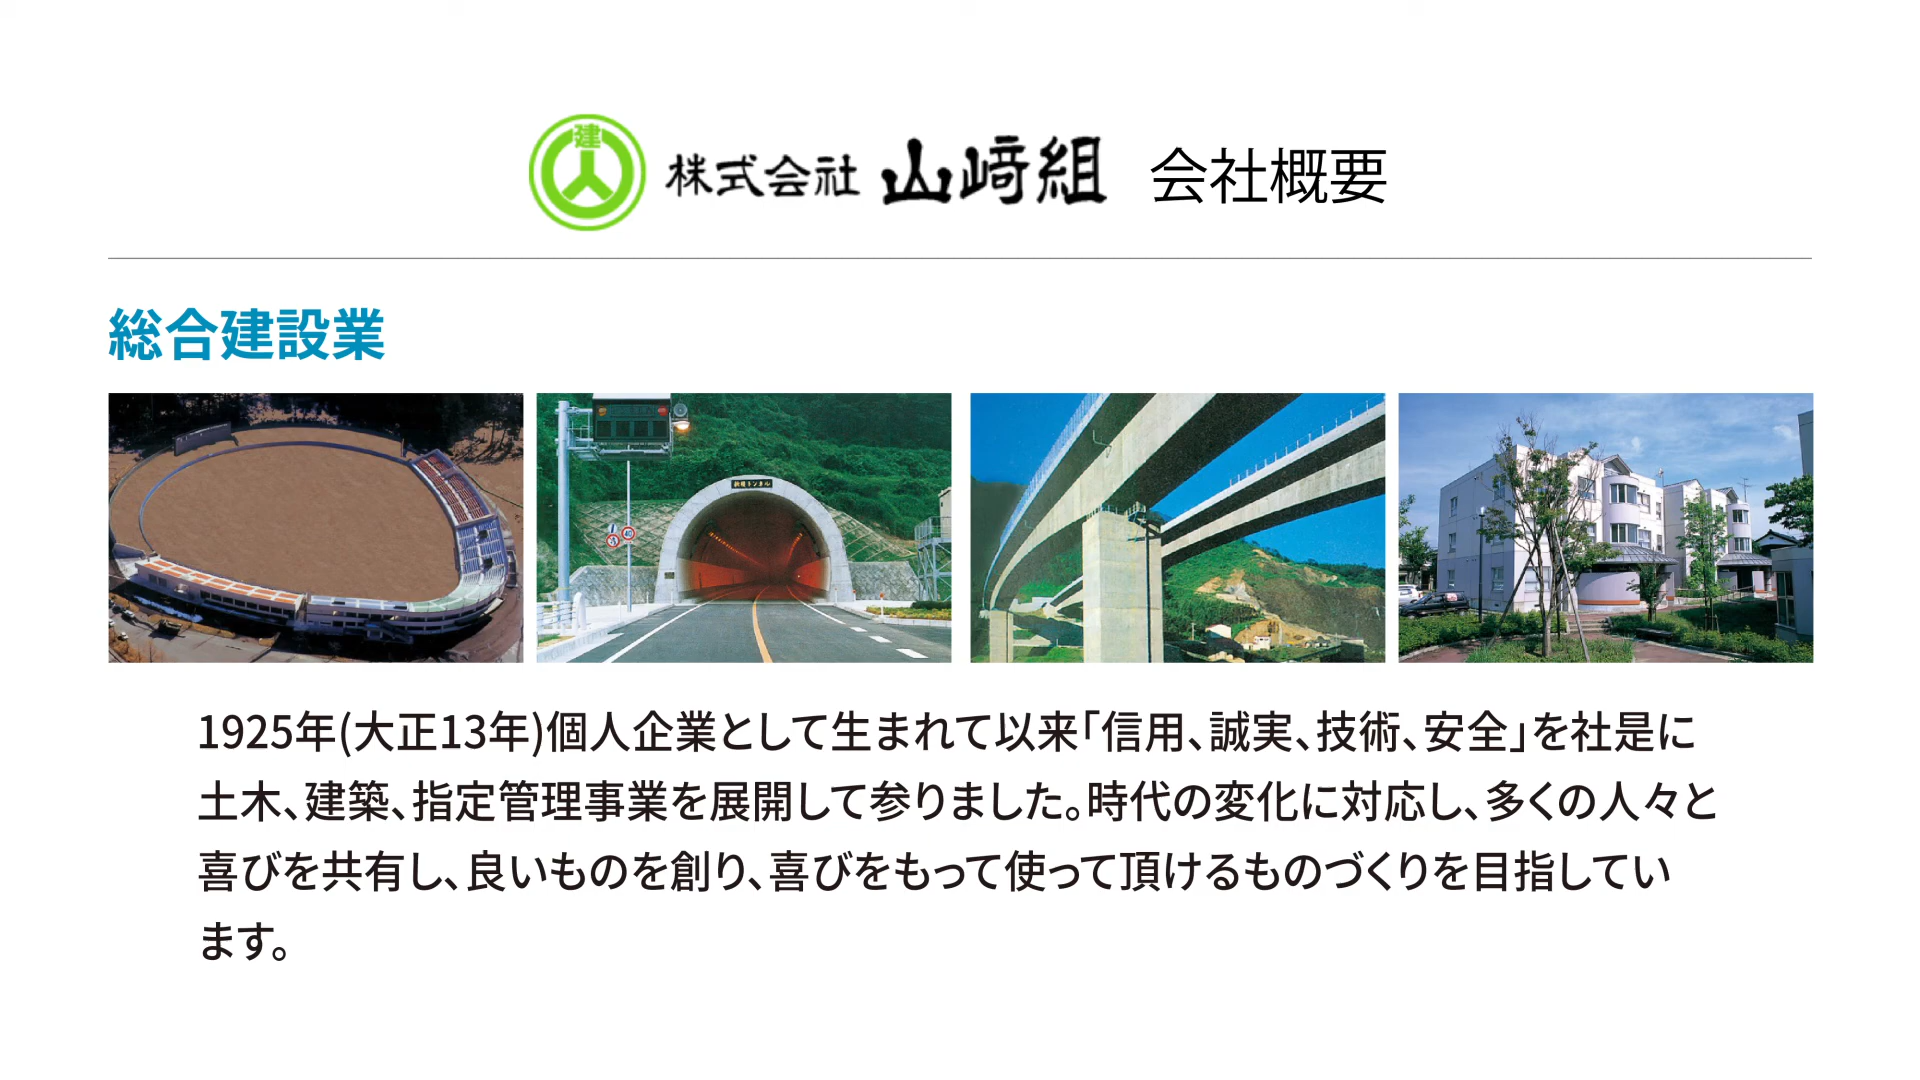 建
株式会社 山﨑組 会社概要
総合建設業
1925年(大正13年)個人企業として生まれて以来｢信用、誠実、技術、安全｣を社是に
土木、建築、指定管理事業を展開して参りました。時代の変化に対応し、多くの人々と
喜びを共有し、良いものを創り、喜びをもって使って頂けるものづくりを目指してい
ます。